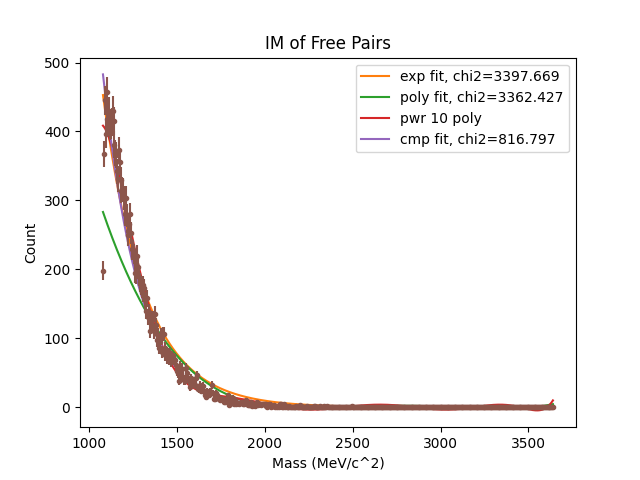 IM of Free Pairs
500
400
300
200
100
0
Count
exp fit, chi2=3397.669
poly fit, chi2=3362.427
pwr 10 poly
cmp fit, chi2=816.797
1000
1500
2000
2500
3000
3500
Mass (MeV/c^2)